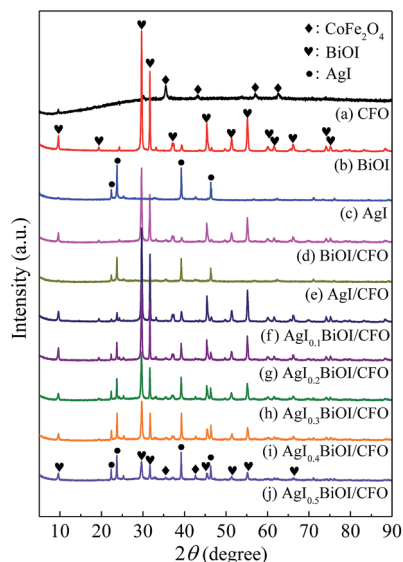 ♦: CoFe₂O₄
♥: BiOI
●: AgI
(a) CFO
(b) BiOI
(c) AgI
(d) BiOI/CFO
(e) AgI/CFO
(f) AgI₀.₁BiOI/CFO
(g) AgI₀.₂BiOI/CFO
(h) AgI₀.₃BiOI/CFO
(i) AgI₀.₄BiOI/CFO
(j) AgI₀.₅BiOI/CFO
Intensity (a.u.)
10 20 30 40 50 60 70 80 90
2θ (degree)